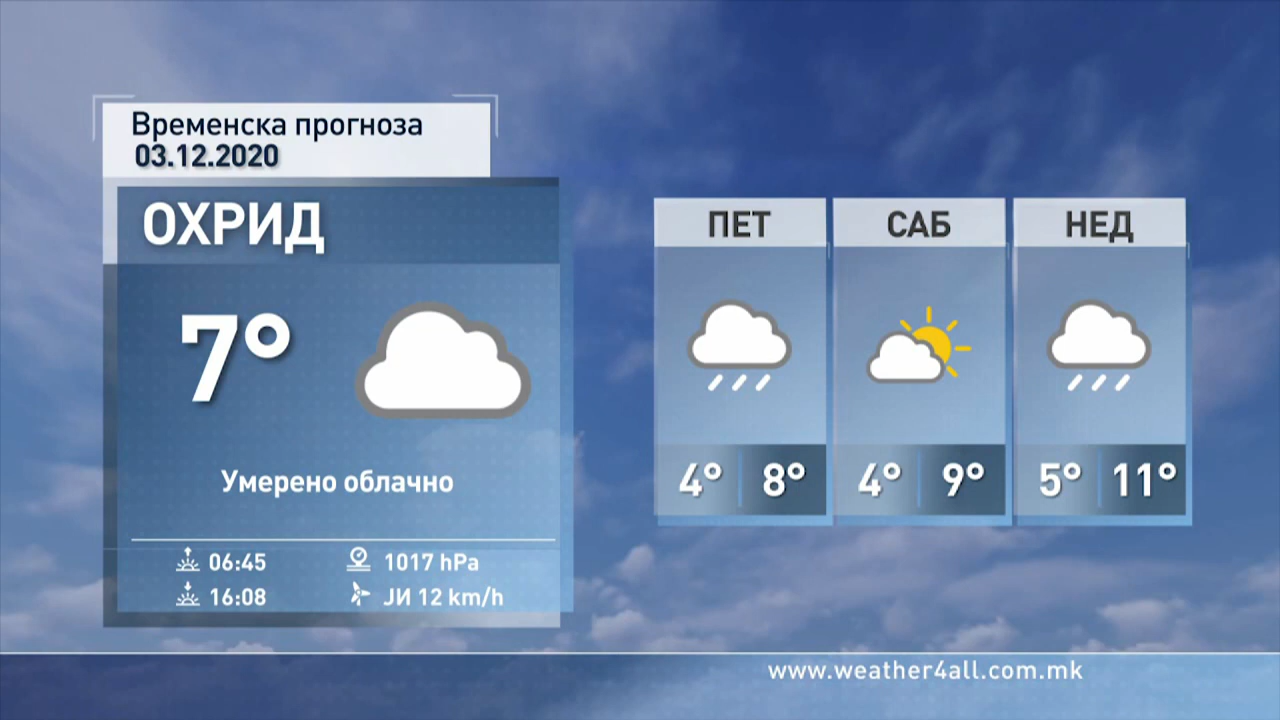 Временска прогноза
03.12.2020
ОХРИД
7°
Умерено облачно
06:45
1017 hPa
16:08
ЈИ 12 km/h
ПЕТ
4° 8°
САБ
4° 9°
НЕД
5° 11°
www.weather4all.com.mk